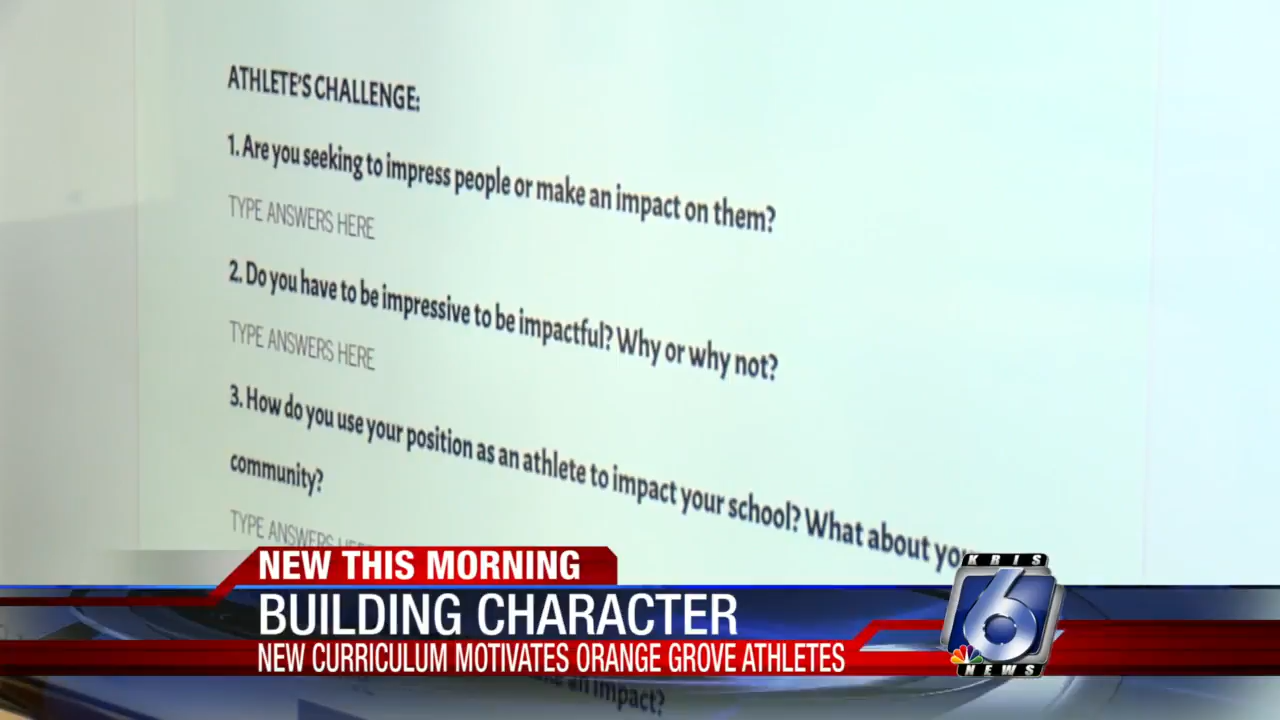 ATHLETE'S CHALLENGE:
1. Are you seeking to impress people or make an impact on them?
TYPE ANSWERS HERE
2. Do you have to be impressive to be impactful? Why or why not?
TYPE ANSWERS HERE
3. How do you use your position as an athlete to impact your school? What about
community?
TYPE ANSWERS
NEW THIS MORNING
BUILDING CHARACTER
NEW CURRICULUM MOTIVATES ORANGE GROVE ATHLETES
KRIS
6
NEWS
an impact?